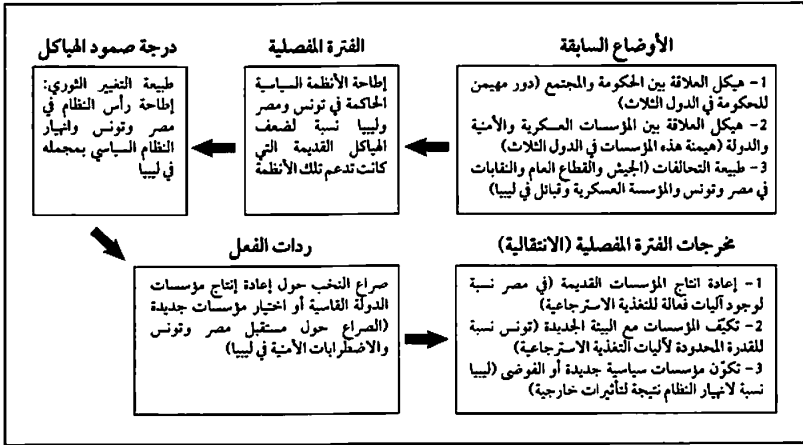 الأوضاع السابقة
1 – هيكل العلاقة بين الحكومة والمجتمع (دور مهيمن
للحكومة في الدول الثلاث)
2 – هيكل العلاقة بين المؤسسات العسكرية والأمنية
والدولة (هيمنة هذه المؤسسات في الدول الثلاث)
3 – طبيعة التحالفات (الجيش والقطاع العام والنقابات
في مصر وتونس والمؤسسة العسكرية وقبائل في ليبيا)
الفترة المفصلية
إطاحة الأنظمة السياسية
الحاكمة في تونس ومصر
وليبيا نسبة لضعف
الهياكل القديمة التي
كانت تدعم تلك الأنظمة
درجة صمود الهياكل
طبيعة التغيير الثوري:
إطاحة رأس النظام في
مصر وتونس وانهيار
النظام السياسي بمجمله
في ليبيا
ردات الفعل
صراع النخب حول إعادة إنتاج مؤسسات
الدولة القاسية أو اختيار مؤسسات جديدة
(الصراع حول مستقبل مصر وتونس
والاضطرابات الأمنية في ليبيا)
مخرجات الفترة المفصلية (الانتقالية)
1 – إعادة انتاج المؤسسات القديمة (في مصر نسبة
لوجود آليات فعالة للتغذية الاسترجاعية)
2 – تكيّف المؤسسات مع البيئة الجديدة (تونس نسبة
للقدرة المحدودة لآليات التغذية الاسترجاعية)
3 – تكوّن مؤسسات سياسية جديدة أو الفوضى (ليبيا
نسبة لانهيار النظام نتيجة لتأثيرات خارجية)